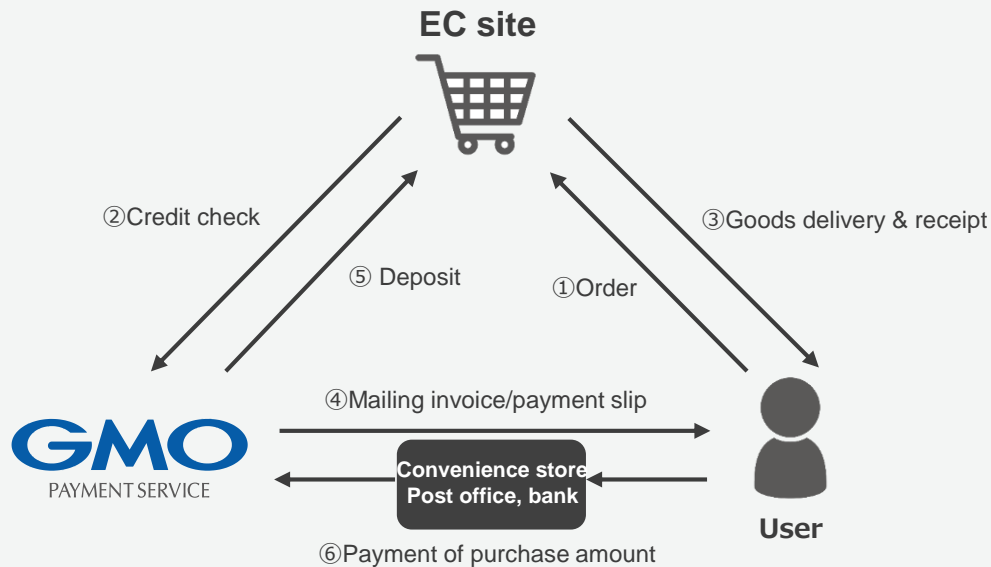 EC site
②Credit check
③Goods delivery & receipt
⑤ Deposit
①Order
④Mailing invoice/payment slip
GMO
PAYMENT SERVICE
Convenience store
Post office, bank
User
⑥Payment of purchase amount